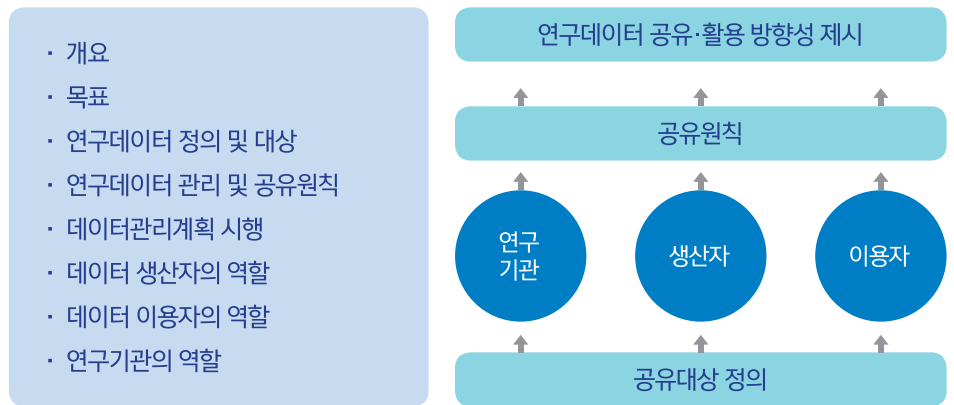 · 개요
· 목표
· 연구데이터 정의 및 대상
· 연구데이터 관리 및 공유원칙
· 데이터관리계획 시행
· 데이터 생산자의 역할
· 데이터 이용자의 역할
· 연구기관의 역할
연구데이터 공유·활용 방향성 제시
공유원칙
연구
기관
생산자
이용자
공유대상 정의